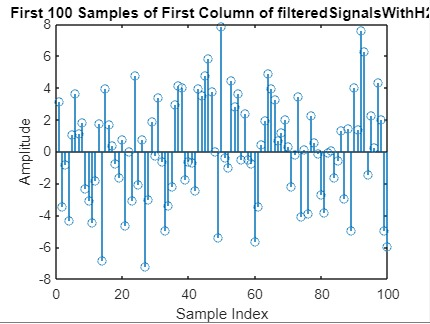 First 100 Samples of First Column of filteredSignalsWithH2
8
6
4
2
0
-2
-4
-6
-8
0 20 40 60 80 100
Amplitude
Sample Index